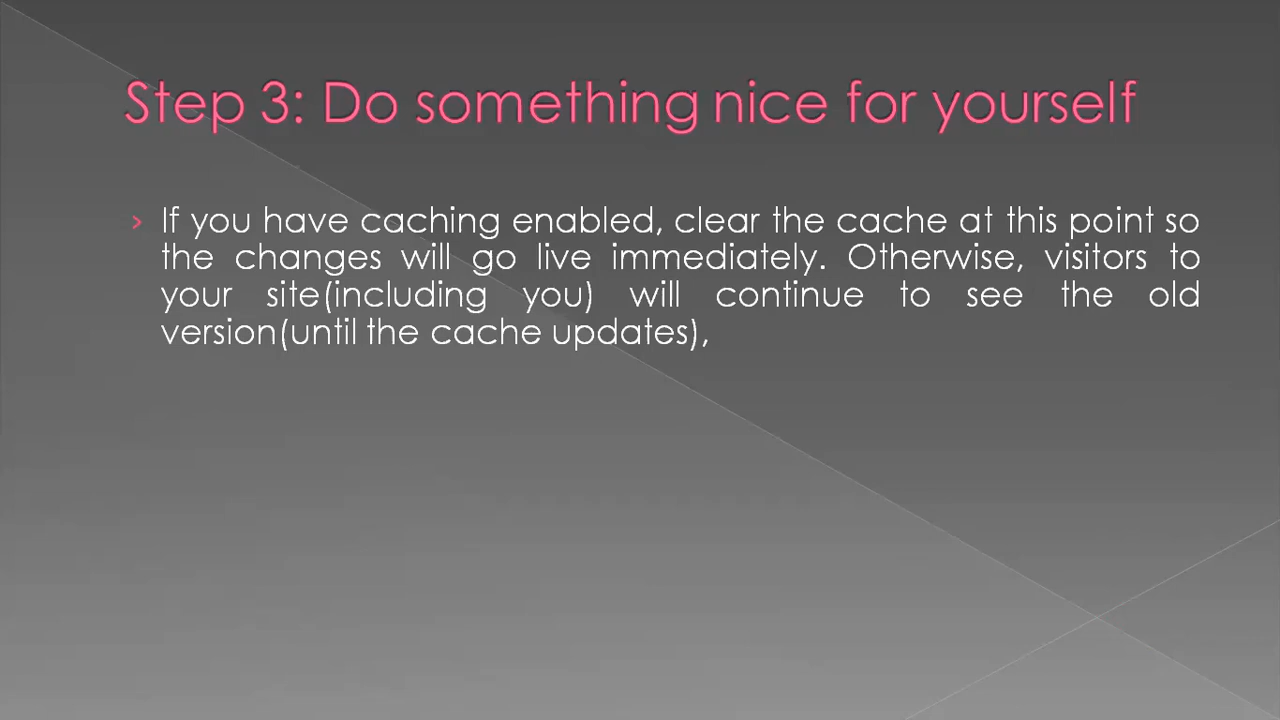 Step 3: Do something nice for yourself
› If you have caching enabled, clear the cache at this point so
the changes will go live immediately. Otherwise, visitors to
your site(including you) will continue to see the old
version(until the cache updates),